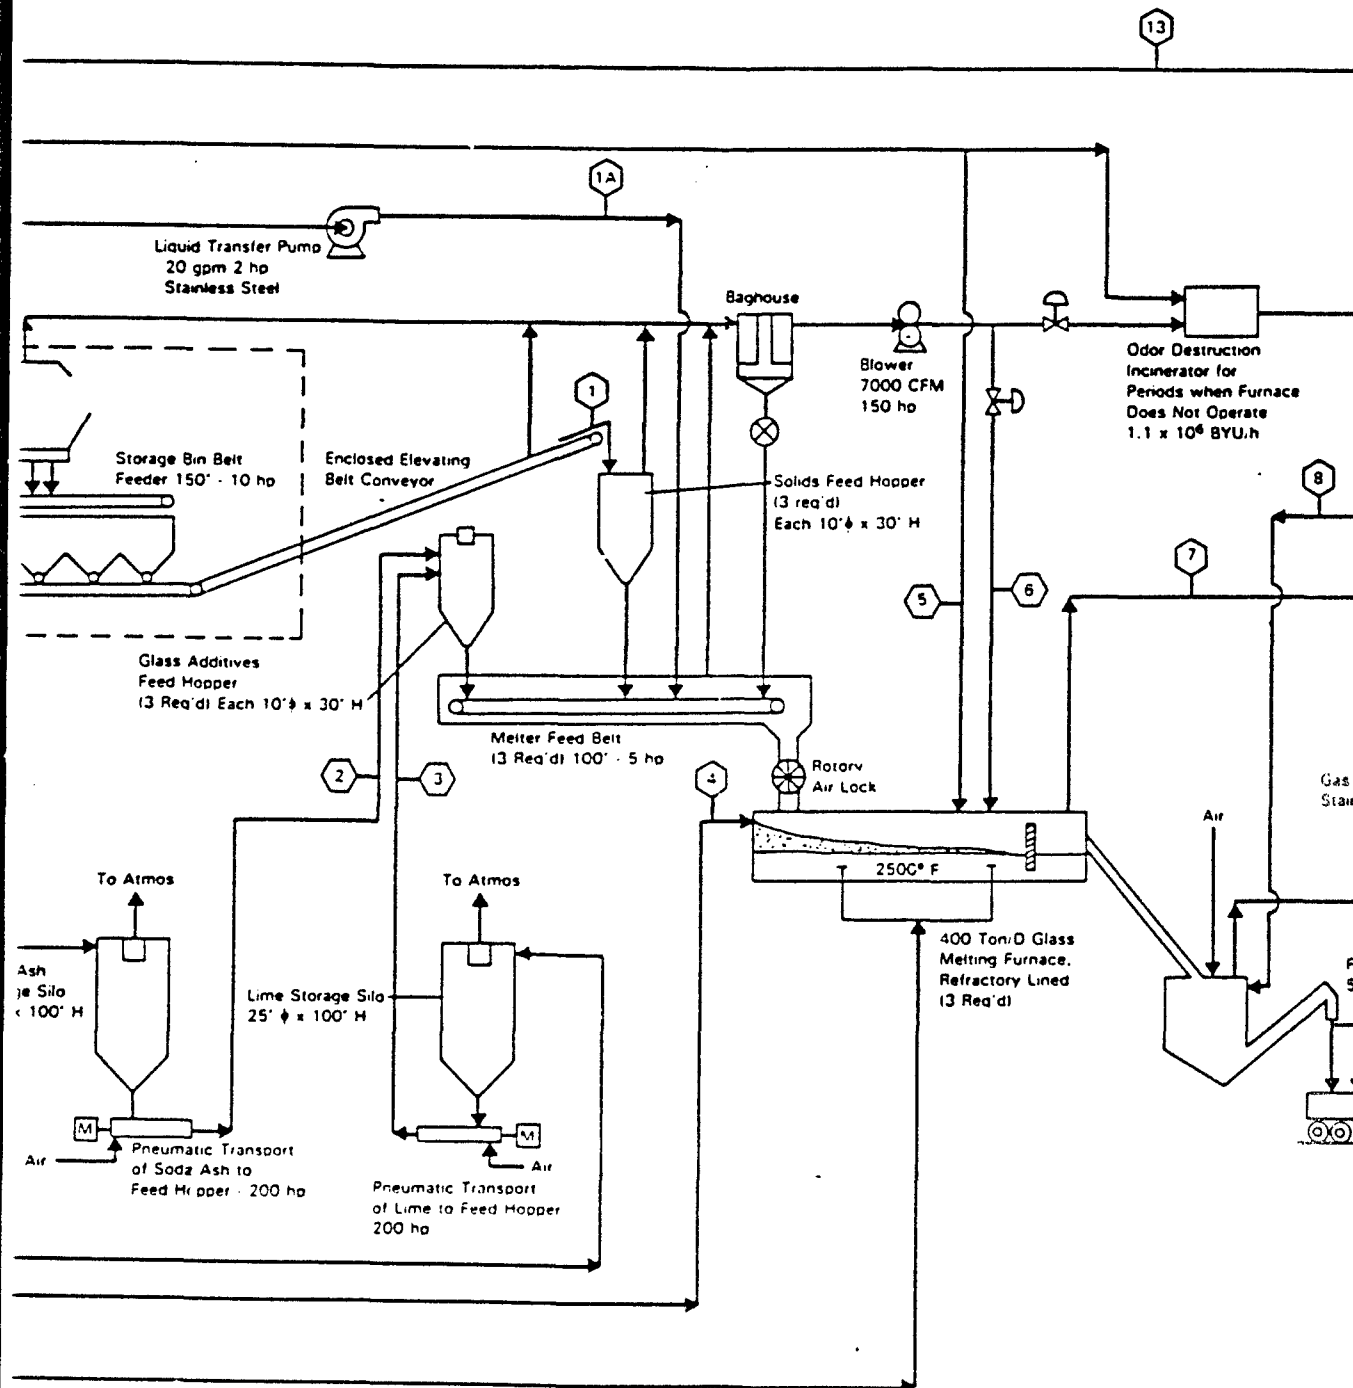 13
1A
Liquid Transfer Pump
20 gpm 2 hp
Stainless Steel
Baghouse
Blower
7000 CFM
150 hp
Odor Destruction
Incinerator for
Periods when Furnace
Does Not Operate
1.1 x 10⁶ BYU/h
1
Storage Bin Belt
Feeder 150' - 10 hp
Enclosed Elevating
Belt Conveyor
Solids Feed Hopper
(3 req'd)
Each 10'ϕ x 30' H
8
7
5
6
Glass Additives
Feed Hopper
(3 Req'd) Each 10'ϕ x 30' H
Melter Feed Belt
(3 Req'd) 100' - 5 hp
2
3
4
Rotary
Air Lock
Gas
Air
2500° F
To Atmos
To Atmos
400 Ton/D Glass
Melting Furnace,
Refractory Lined
(3 Req'd)
Ash
Silo
x 100' H
Lime Storage Silo
25' ϕ x 100' H
M
M
Air
Pneumatic Transport
of Soda Ash to
Feed Hopper - 200 hp
Air
Pneumatic Transport
of Lime to Feed Hopper
200 hp